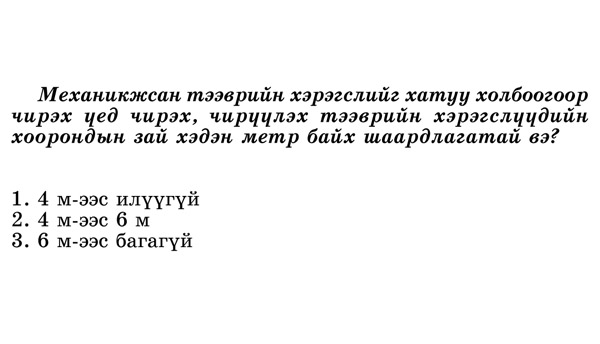 Механикжсан тээврийн хэрэгслийг хатуу холбоогоор
чирэх үед чирэх, чирүүлэх тээврийн хэрэгслүүдийн
хоорондын зай хэдэн метр байх шаардлагатай вэ?
1. 4 м-ээс илүүгүй
2. 4 м-ээс 6 м
3. 6 м-ээс багагүй